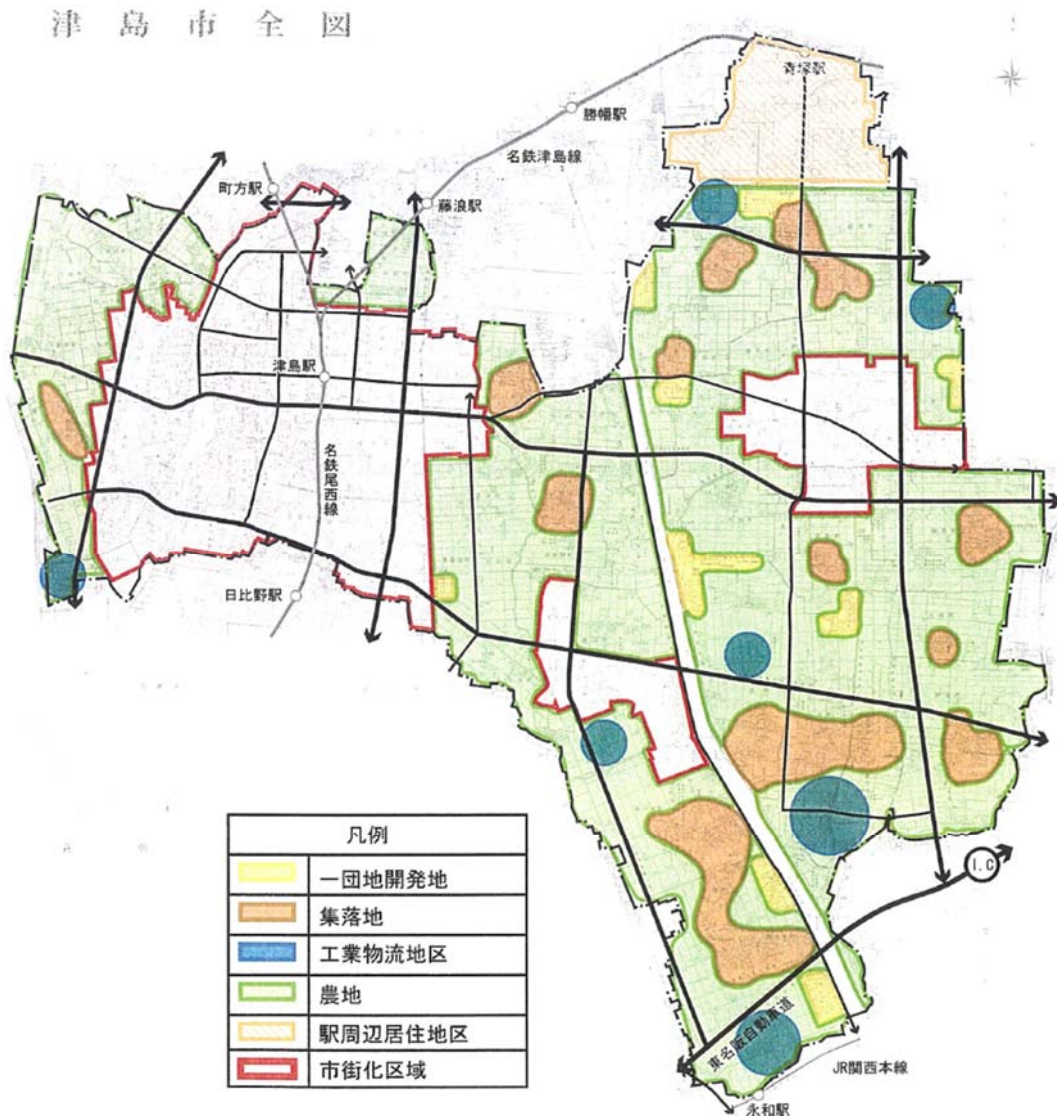 津島市全図
青塚駅
勝幡駅
名鉄津島線
町方駅
藤浪駅
津島駅
名鉄尾西線
日比野駅
I.C
凡例
一団地開発地
集落地
工業物流地区
農地
駅周辺居住地区
市街化区域
東名阪自動車道
JR関西本線
永和駅